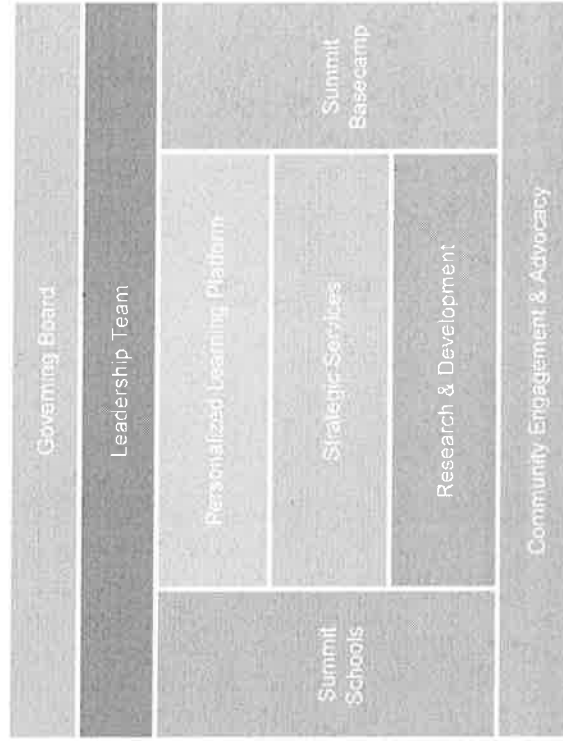 Governing Board
Leadership Team
Summit
Schools
Personalized Learning Platform
Strategic Services
Research & Development
Summit
Basecamp
Community Engagement & Advocacy